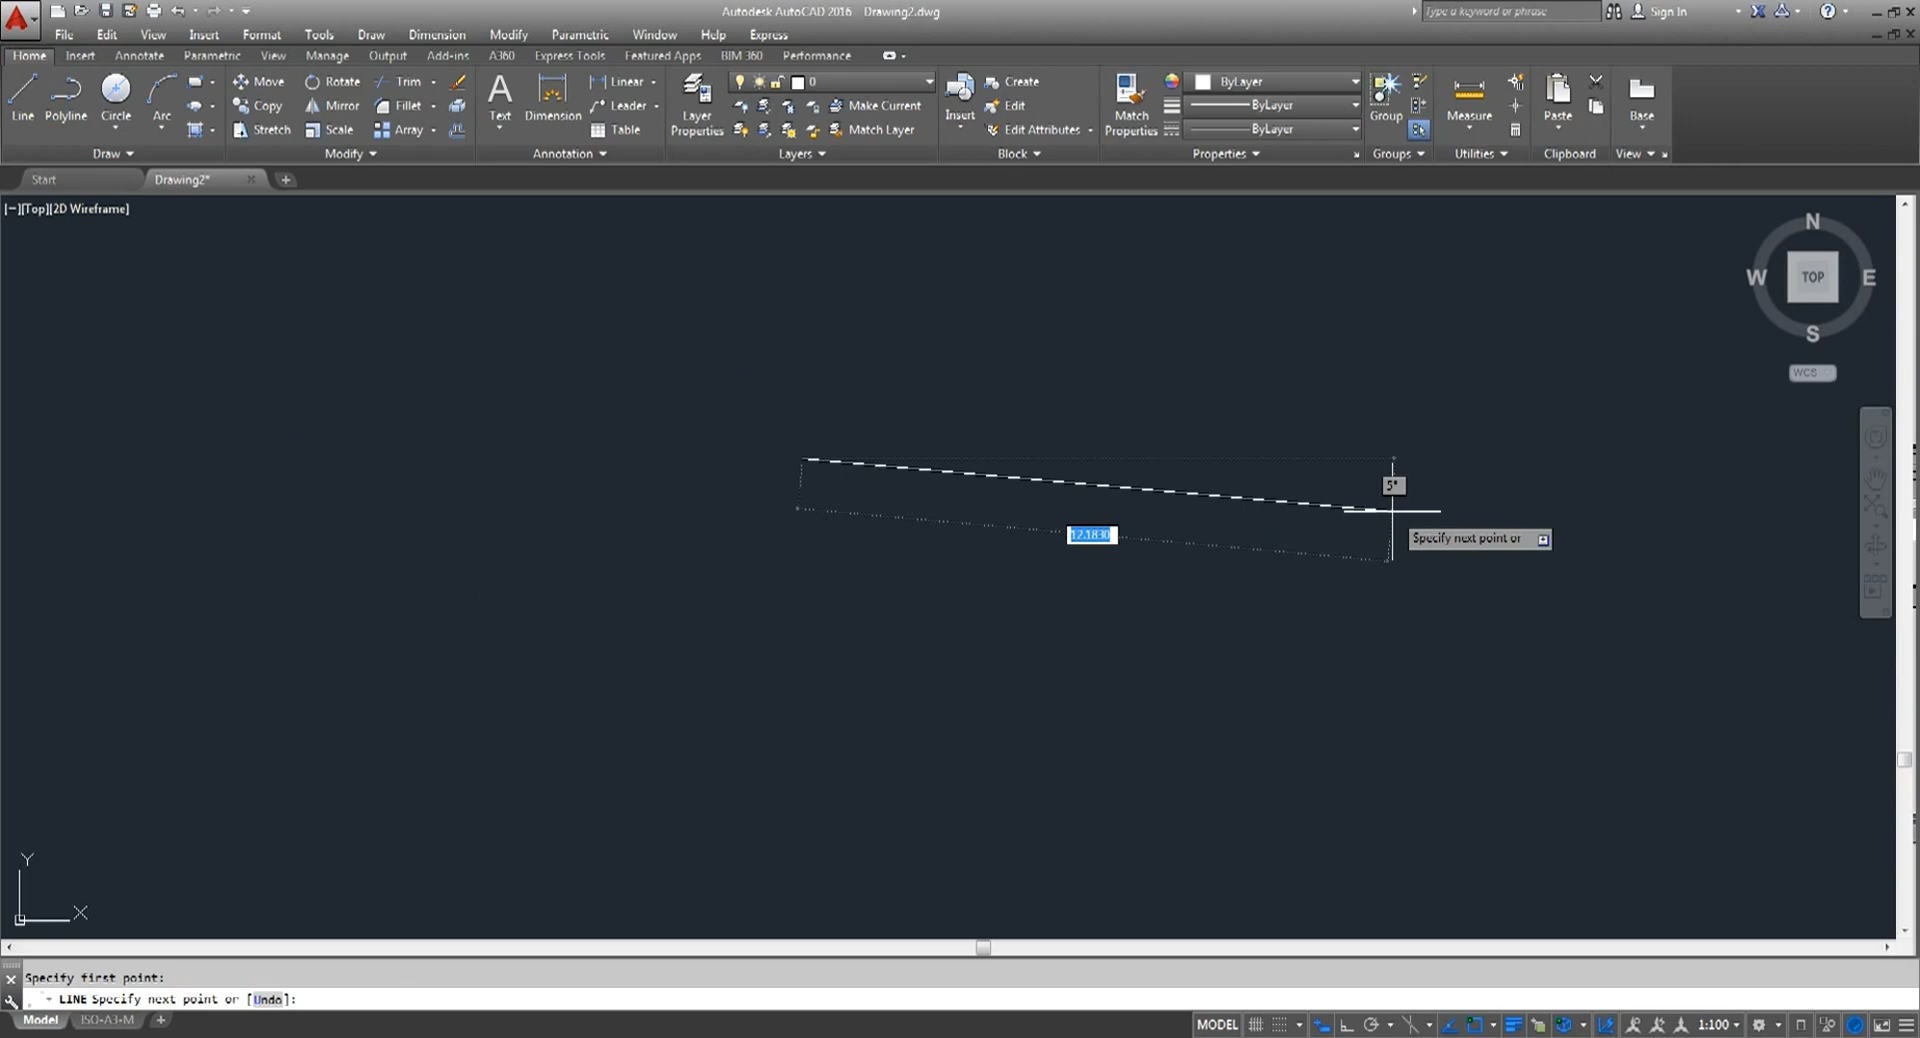 Autodesk AutoCAD 2016 Drawing2.dwg
Type a keyword or phrase
Sign In
File Edit View Insert Format Tools Draw Dimension Modify Parametric Window Help Express
Home Insert Annotate Parametric View Manage Output Add-ins A360 Express Tools Featured Apps BIM 360 Performance
Line Polyline Circle Arc
Move Rotate Trim
Copy Mirror Fillet
Stretch Scale Array
Text Dimension
Linear
Leader
Table
Layer Properties
0
Make Current
Match Layer
Insert
Create
Edit
Edit Attributes
Match Properties
ByLayer
ByLayer
ByLayer
Group
Measure
Paste
Base
Draw Modify Annotation Layers Block Properties Groups Utilities Clipboard View
Start Drawing2*
[−][Top][2D Wireframe]
N
W TOP E
S
WCS
5°
12.1830
Specify next point or
Y
X
Specify first point:
LINE Specify next point or [Undo]:
Model ISO-A3-M
MODEL 1:100